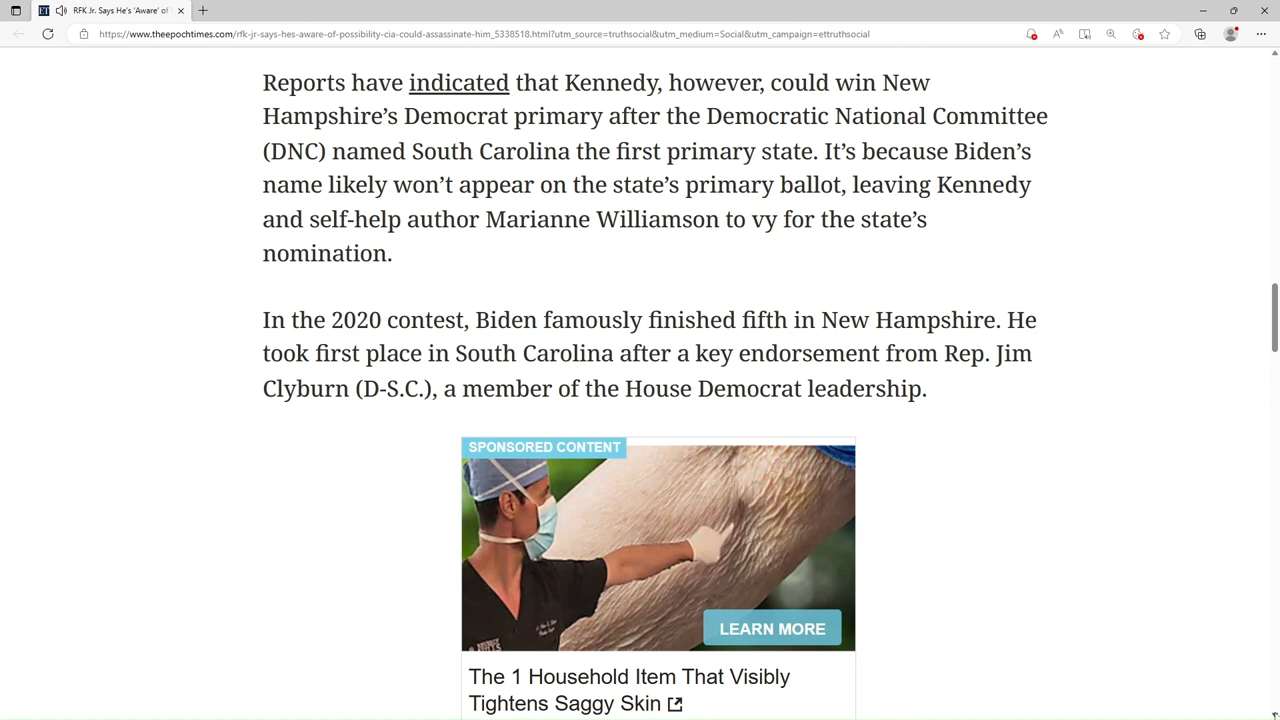 RFK Jr. Says He's 'Aware' of
https://www.theepochtimes.com/rfk-jr-says-hes-aware-of-possibility-cia-could-assassinate-him_5338518.html?utm_source=truthsocial&utm_medium=Social&utm_campaign=ettruthsocial
Reports have indicated that Kennedy, however, could win New
Hampshire’s Democrat primary after the Democratic National Committee
(DNC) named South Carolina the first primary state. It’s because Biden’s
name likely won’t appear on the state’s primary ballot, leaving Kennedy
and self-help author Marianne Williamson to vy for the state’s
nomination.
In the 2020 contest, Biden famously finished fifth in New Hampshire. He
took first place in South Carolina after a key endorsement from Rep. Jim
Clyburn (D-S.C.), a member of the House Democrat leadership.
SPONSORED CONTENT
LEARN MORE
The 1 Household Item That Visibly
Tightens Saggy Skin